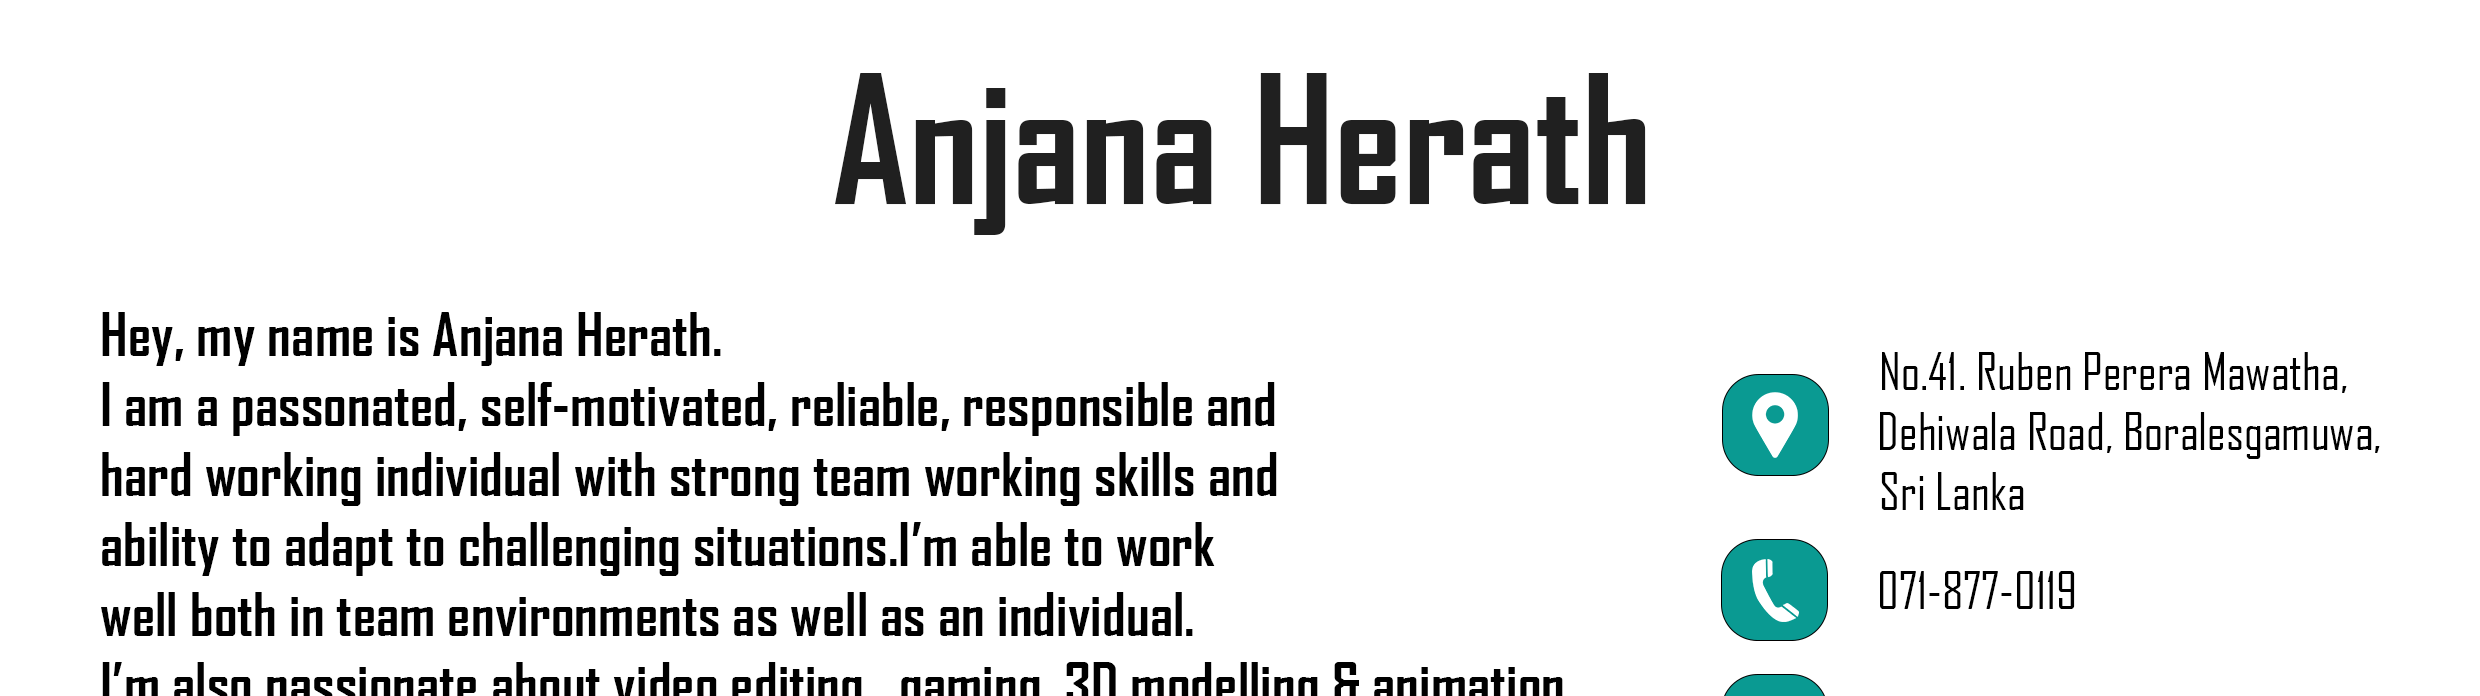 Anjana Herath
Hey, my name is Anjana Herath.
I am a passonated, self-motivated, reliable, responsible and
hard working individual with strong team working skills and
ability to adapt to challenging situations.I'm able to work
well both in team environments as well as an individual.
I'm also passionate about video editing, gaming, 3D modelling & animation
No.41. Ruben Perera Mawatha,
Dehiwala Road, Boralesgamuwa,
Sri Lanka
071-877-0119